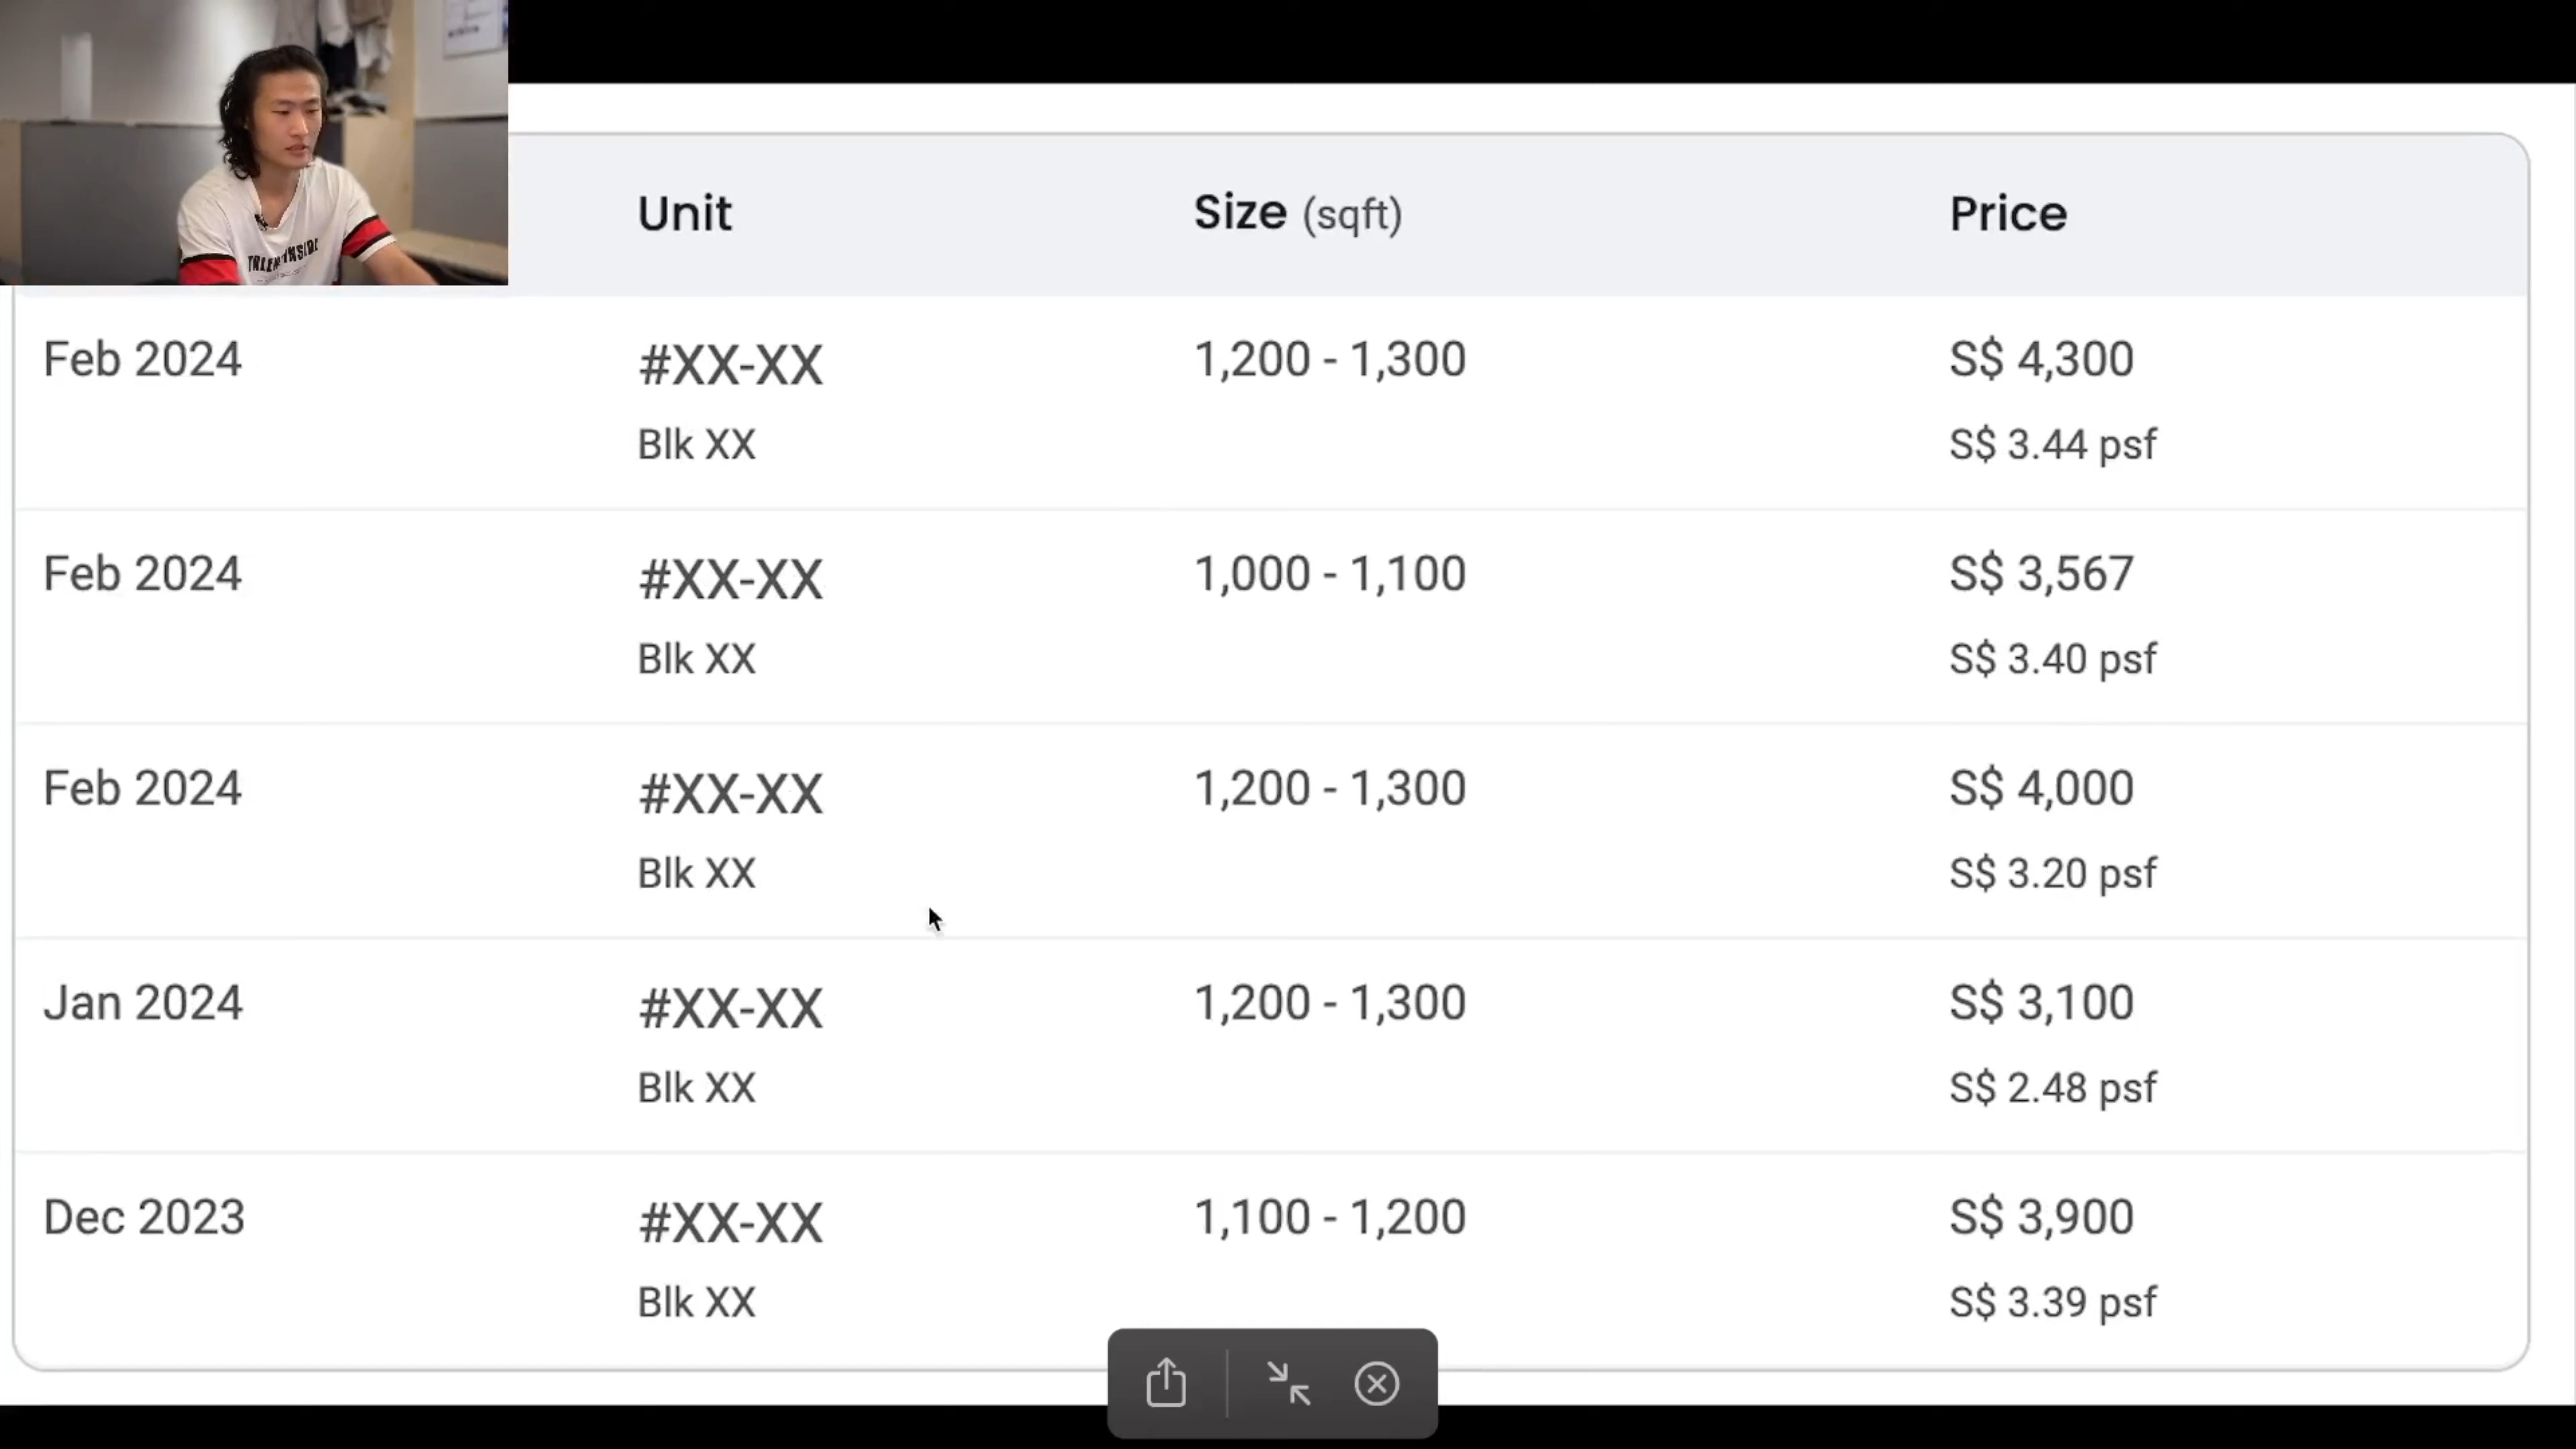 Unit Size (sqft) Price
Feb 2024 #XX-XX 1,200 - 1,300 S$ 4,300
Blk XX S$ 3.44 psf
Feb 2024 #XX-XX 1,000 - 1,100 S$ 3,567
Blk XX S$ 3.40 psf
Feb 2024 #XX-XX 1,200 - 1,300 S$ 4,000
Blk XX S$ 3.20 psf
Jan 2024 #XX-XX 1,200 - 1,300 S$ 3,100
Blk XX S$ 2.48 psf
Dec 2023 #XX-XX 1,100 - 1,200 S$ 3,900
Blk XX S$ 3.39 psf